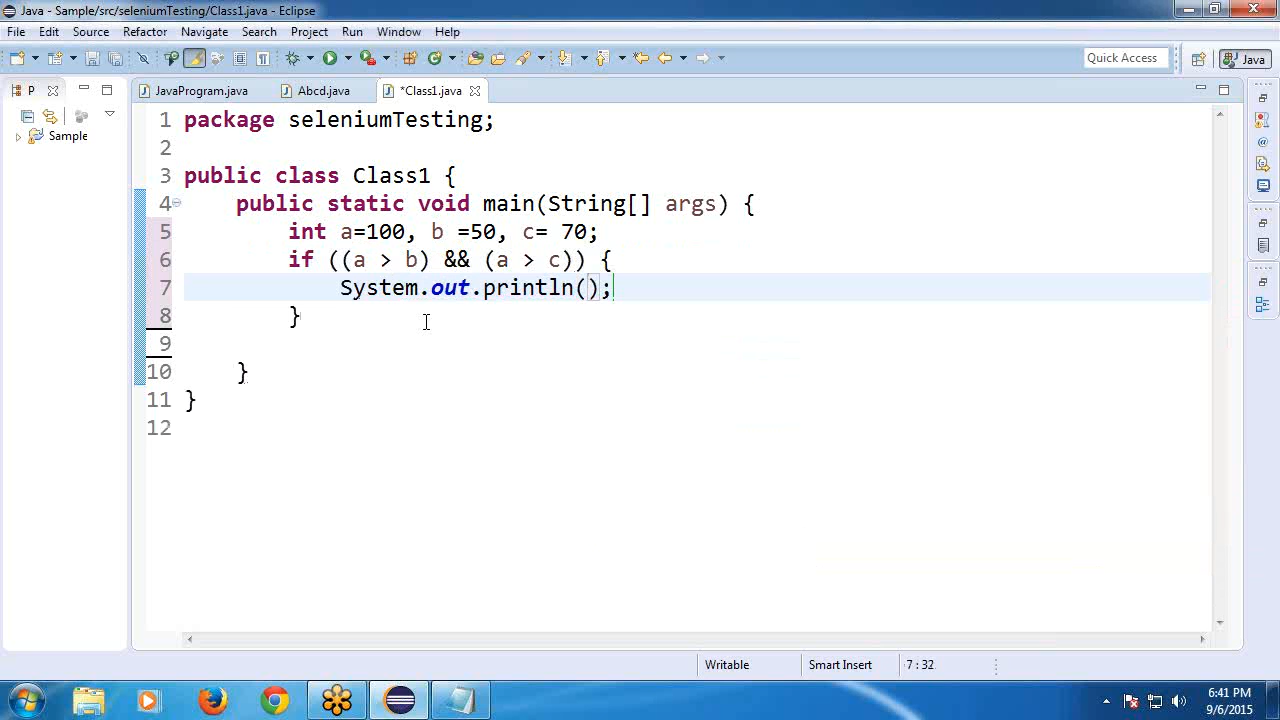 Java - Sample/src/seleniumTesting/Class1.java - Eclipse
File Edit Source Refactor Navigate Search Project Run Window Help
Quick Access
Java
P
JavaProgram.java
Abcd.java
*Class1.java
Sample
1 package seleniumTesting;
2
3 public class Class1 {
4 public static void main(String[] args) {
5 int a=100, b =50, c= 70;
6 if ((a > b) && (a > c)) {
7 System.out.println();
8 }
9
10 }
11 }
12
Writable
Smart Insert
7 : 32
6:41 PM
9/6/2015